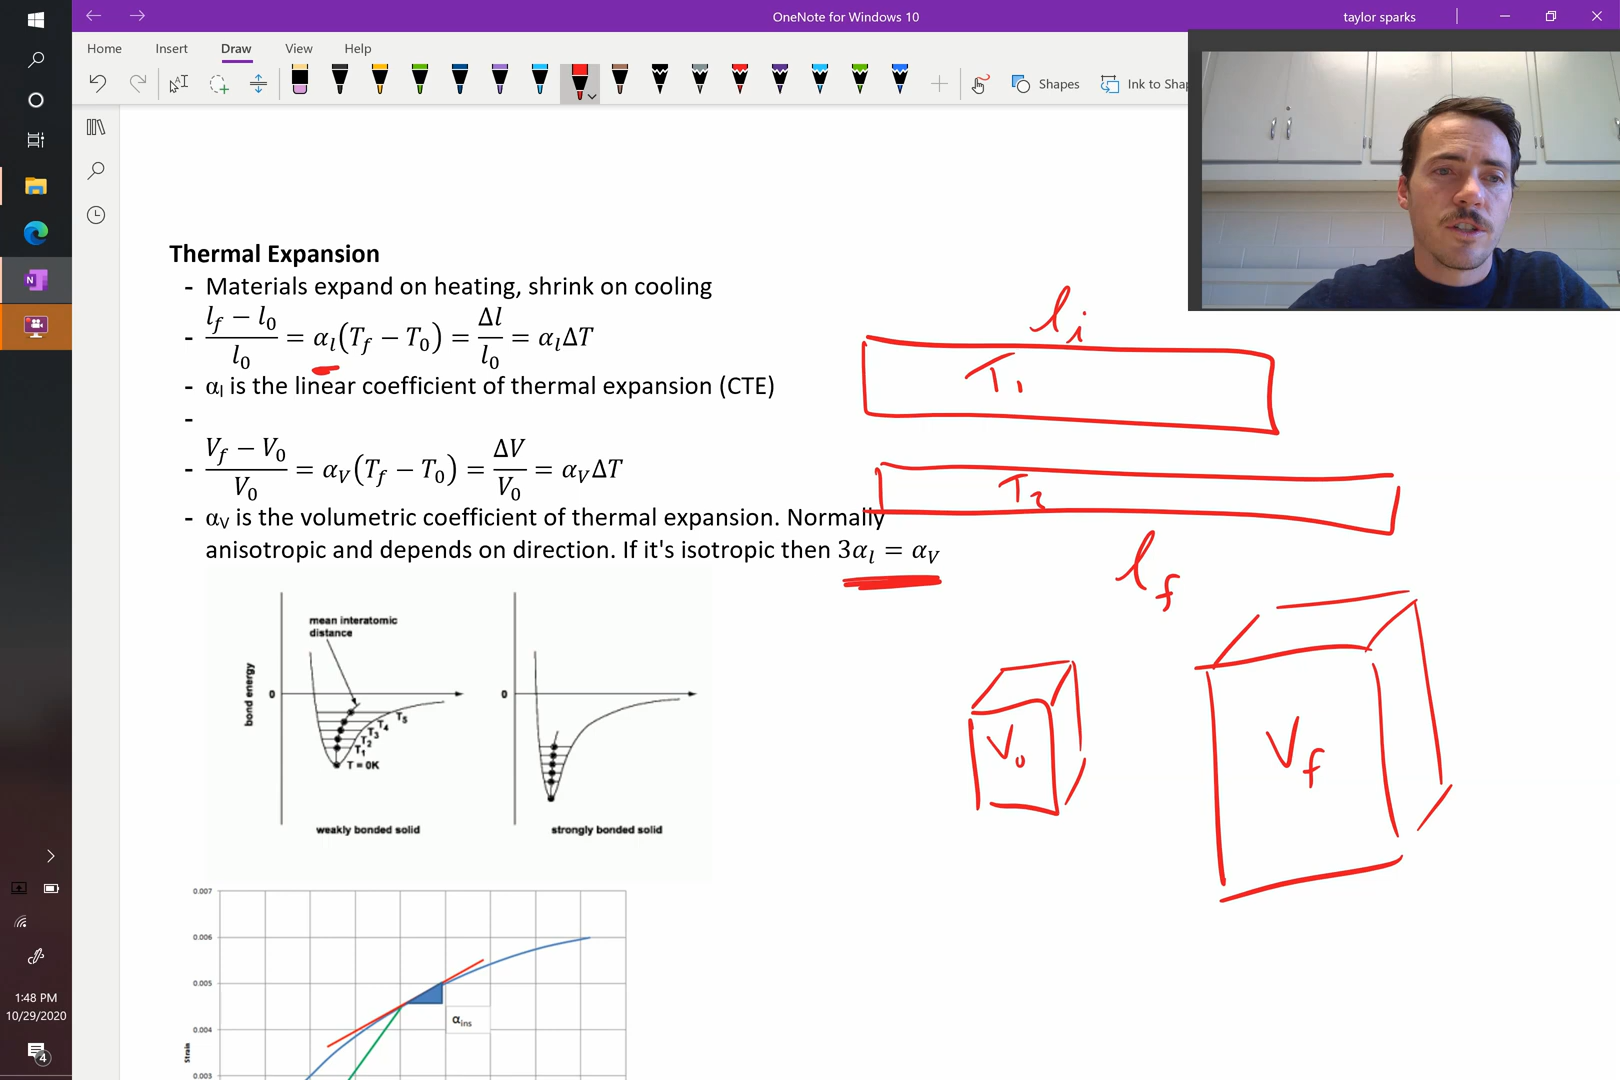 OneNote for Windows 10
taylor sparks
Home Insert Draw View Help
Shapes
Ink to Shap
Thermal Expansion
- Materials expand on heating, shrink on cooling
- (l_f − l_0)/l_0 = α_l(T_f − T_0) = Δl/l_0 = α_lΔT
- α_l is the linear coefficient of thermal expansion (CTE)
-
- (V_f − V_0)/V_0 = α_V(T_f − T_0) = ΔV/V_0 = α_VΔT
- α_V is the volumetric coefficient of thermal expansion. Normally
anisotropic and depends on direction. If it's isotropic then 3α_l = α_V
l_i
T_1
T_2
l_f
V_0
V_f
mean interatomic
distance
bond energy
0
T_5
T_4
T_3
T_2
T_1
T = 0K
weakly bonded solid
0
strongly bonded solid
0.007
0.006
0.005
0.004
0.003
Strain
α_ins
1:48 PM
10/29/2020
4